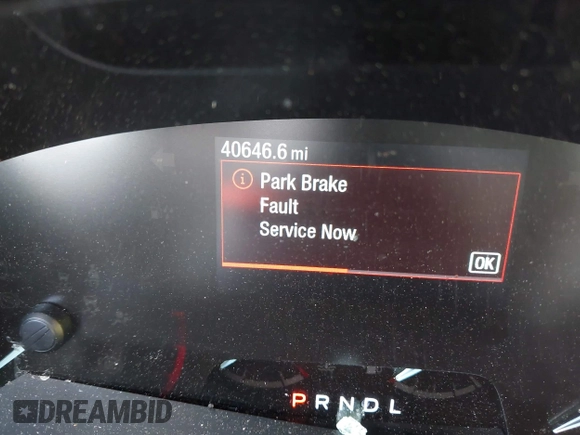 40646.6 mi
Park Brake
Fault
Service Now
OK
PRNDL
DREAMBID